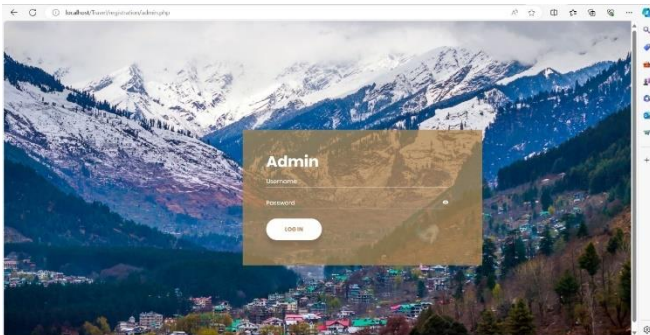 localhost/Travel/registration/admin.php
Admin
Username
Password
LOG IN